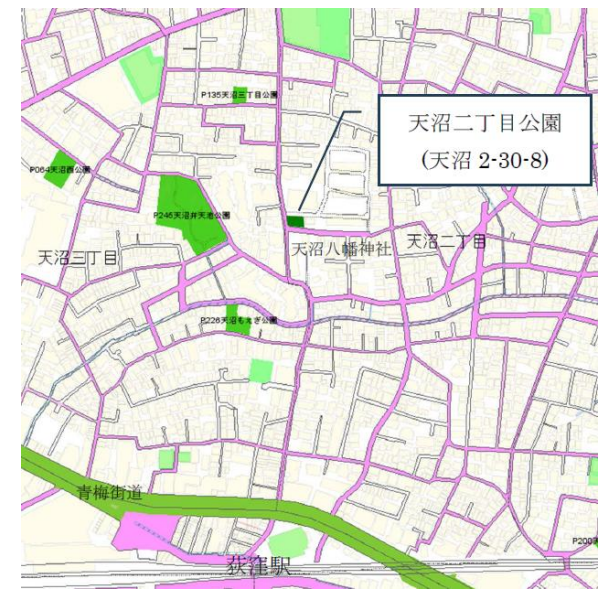 P135天沼三丁目公園
天沼二丁目公園
(天沼 2-30-8)
P064天沼西公園
P246天沼弁天池公園
天沼八幡神社
天沼二丁目
天沼三丁目
P226天沼もえぎ公園
青梅街道
荻窪駅
P200